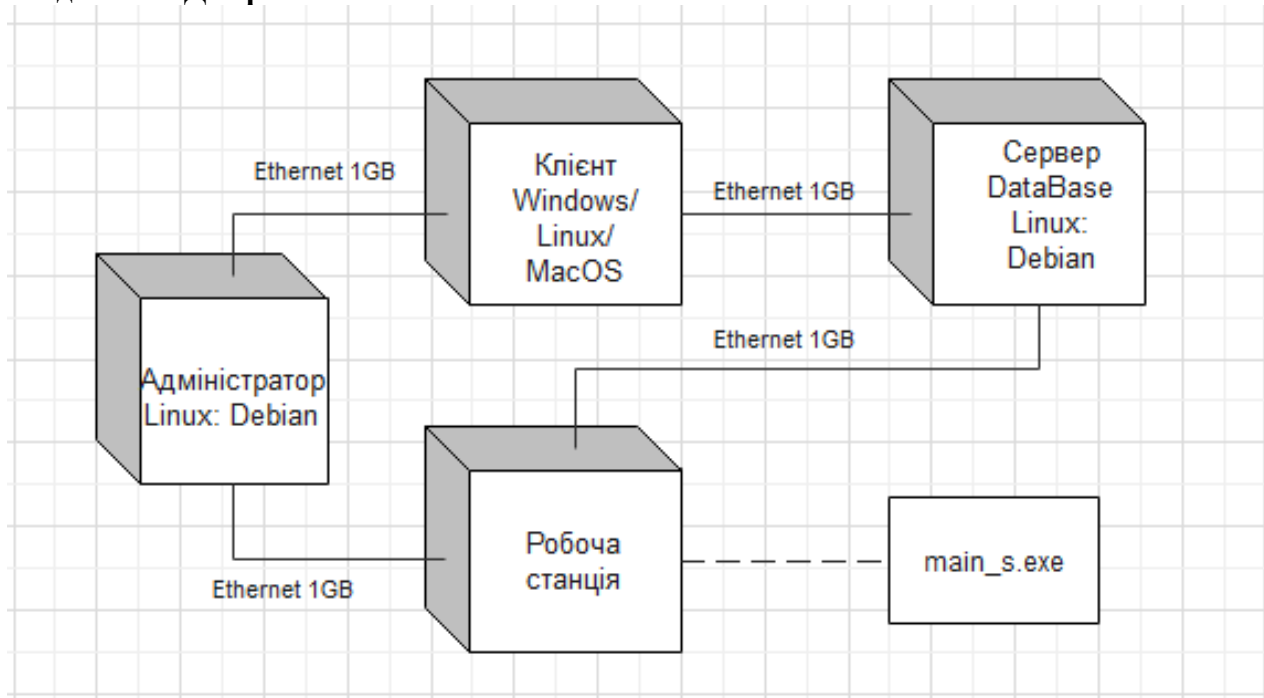 Ethernet 1GB
Клієнт
Windows/
Linux/
MacOS
Ethernet 1GB
Сервер
DataBase
Linux:
Debian
Ethernet 1GB
Адміністратор
Linux: Debian
Робоча
станція
main_s.exe
Ethernet 1GB